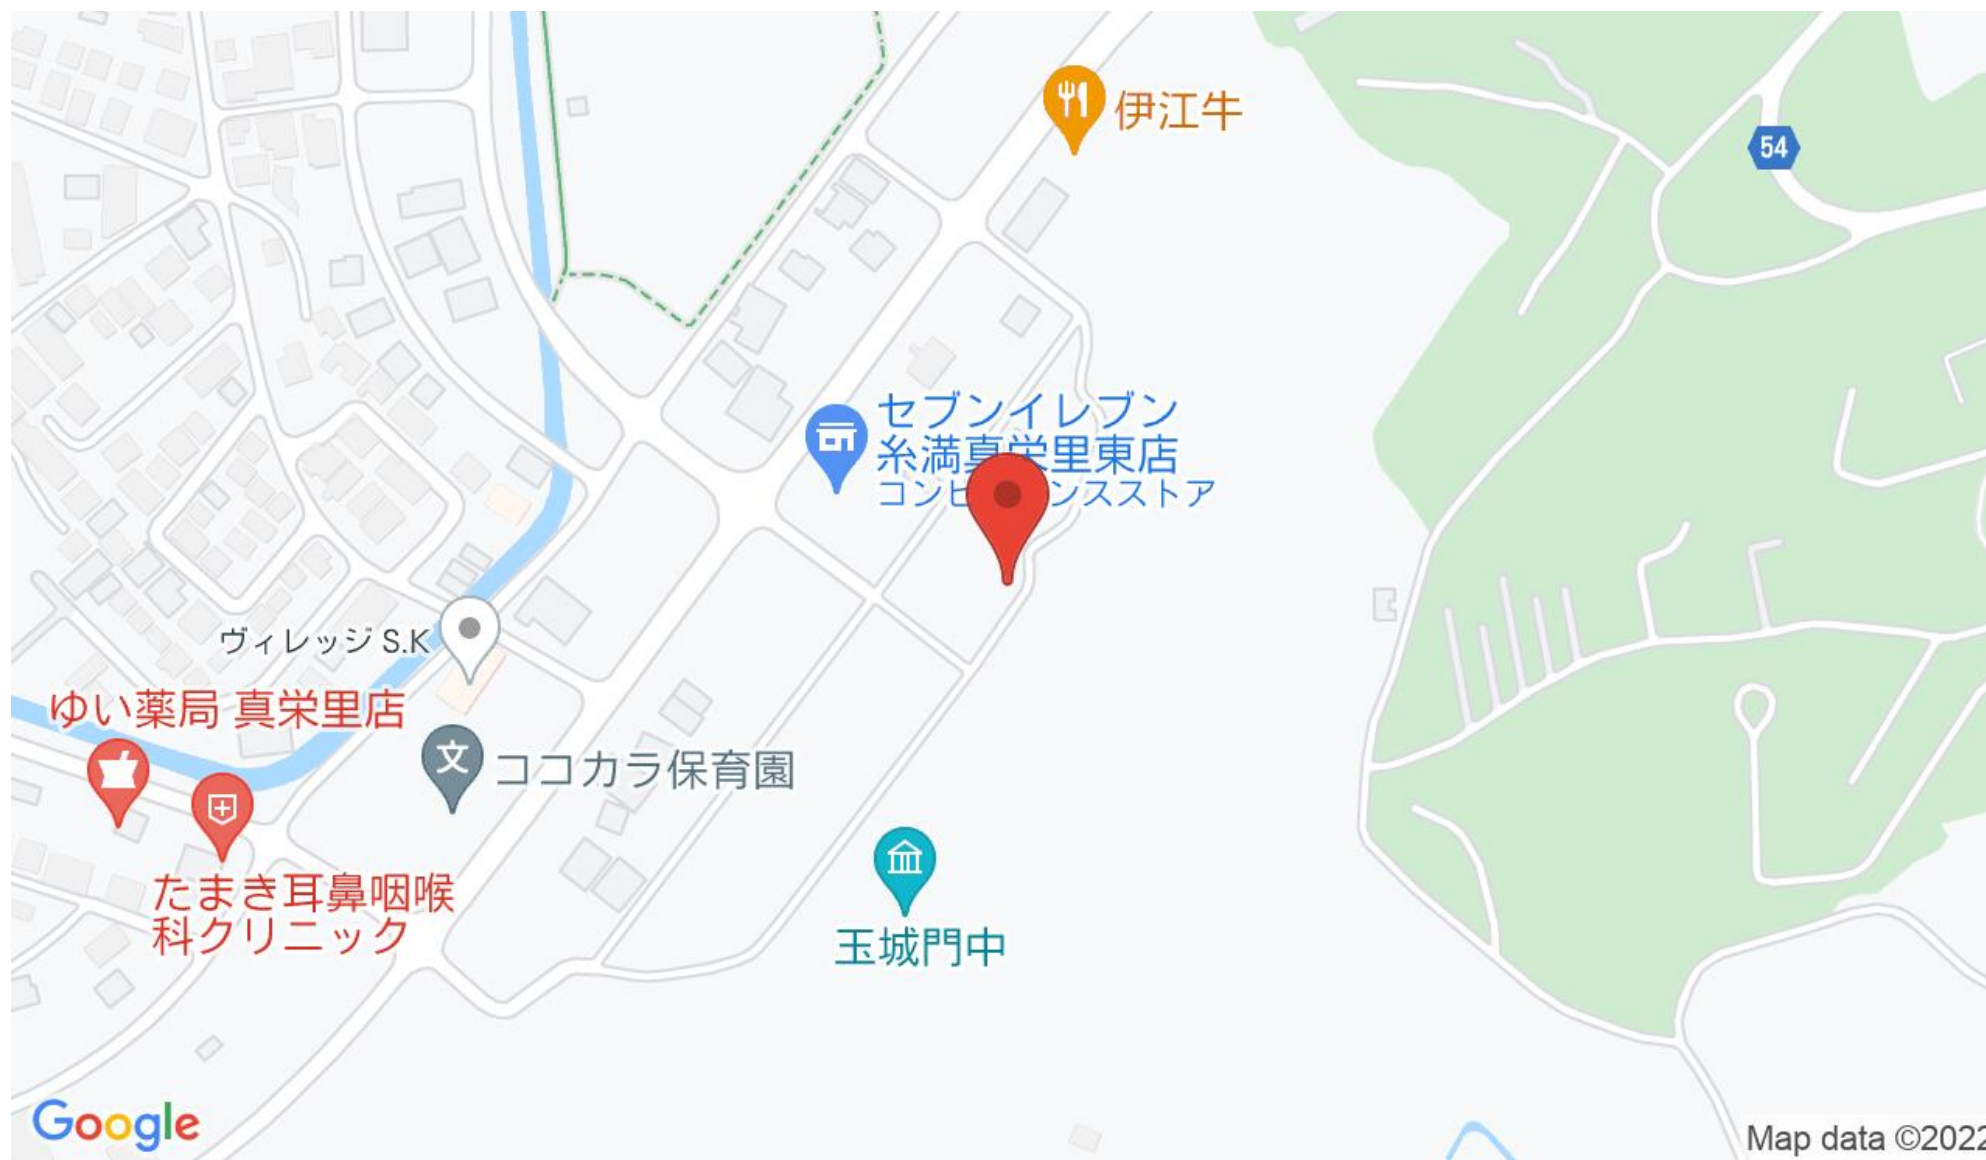 伊江牛
54
セブンイレブン
糸満真栄里東店
コンビ ンスストア
ヴィレッジ S.K
ゆい薬局 真栄里店
文
ココカラ保育園
たまき耳鼻咽喉
科クリニック
玉城門中
Google
Map data ©2022